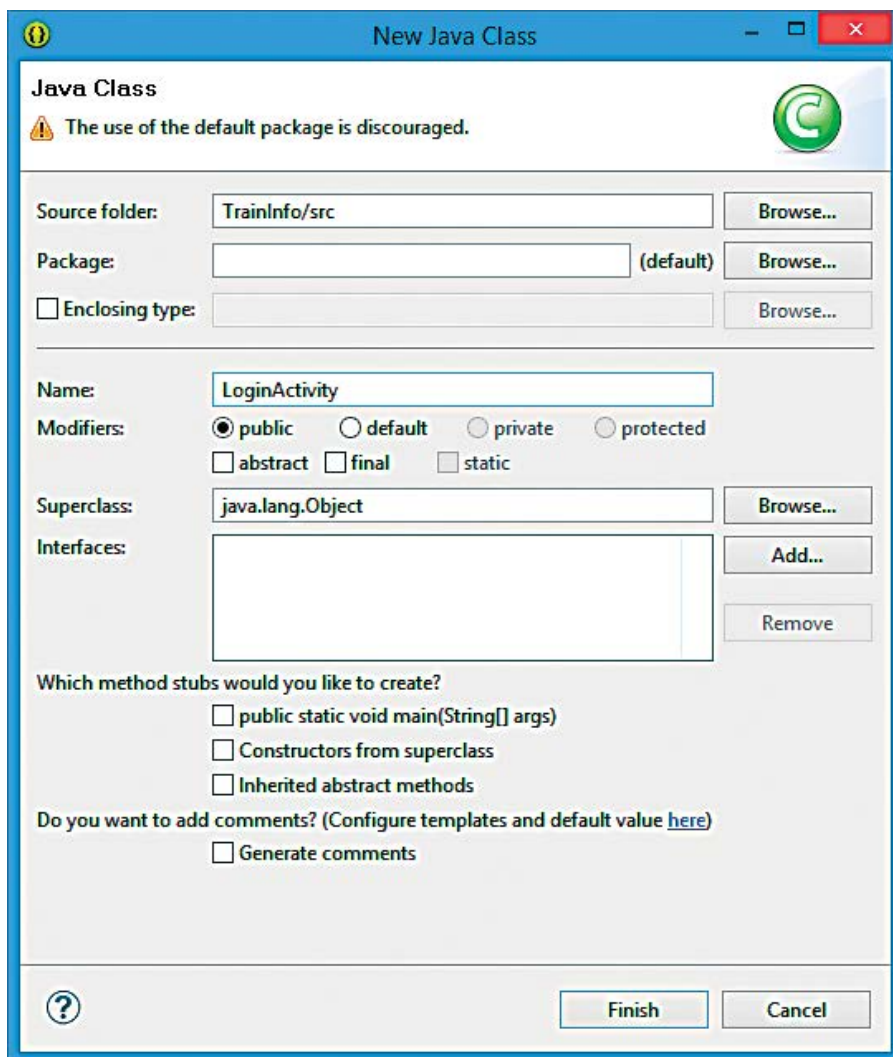 New Java Class
Java Class
The use of the default package is discouraged.
Source folder: TrainInfo/src Browse...
Package: (default) Browse...
Enclosing type: Browse...
Name: LoginActivity
Modifiers: public default private protected
abstract final static
Superclass: java.lang.Object Browse...
Interfaces: Add...
Remove
Which method stubs would you like to create?
public static void main(String[] args)
Constructors from superclass
Inherited abstract methods
Do you want to add comments? (Configure templates and default value here)
Generate comments
? Finish Cancel